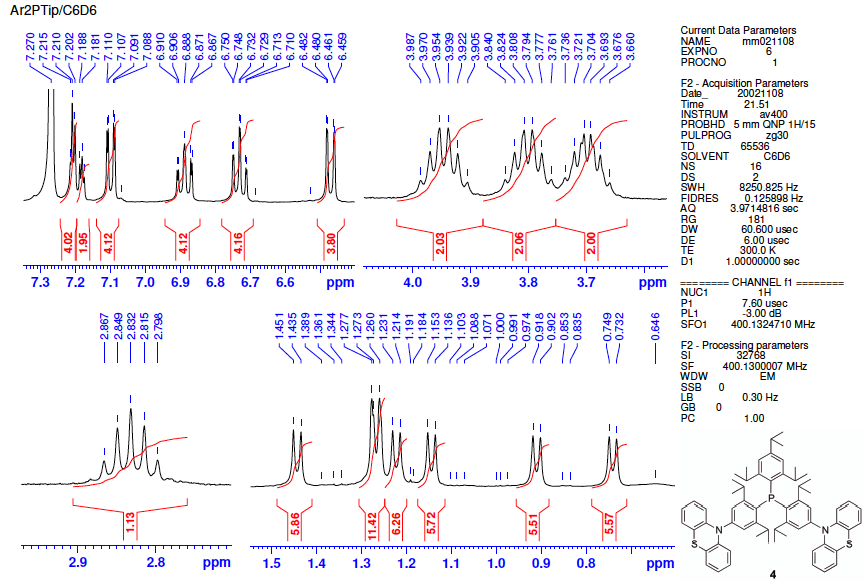 Ar2PTip/C6D6
7.270
7.215
7.210
7.202
7.188
7.181
7.110
7.107
7.091
7.088
6.910
6.906
6.888
6.871
6.867
6.750
6.748
6.732
6.729
6.713
6.710
6.482
6.480
6.461
6.459
3.987
3.970
3.954
3.939
3.922
3.905
3.840
3.824
3.808
3.794
3.777
3.761
3.736
3.721
3.704
3.693
3.676
3.660
4.02
1.95
4.12
4.12
4.16
3.80
2.03
2.06
2.00
7.3 7.2 7.1 7.0 6.9 6.8 6.7 6.6 ppm
4.0 3.9 3.8 3.7 ppm
2.867
2.849
2.832
2.815
2.798
1.451
1.435
1.389
1.361
1.344
1.277
1.273
1.260
1.231
1.214
1.191
1.184
1.153
1.136
1.103
1.088
1.071
1.000
0.991
0.974
0.918
0.902
0.853
0.835
0.749
0.732
0.646
1.13
5.86
11.42
6.26
5.72
5.51
5.57
2.9 2.8 ppm
1.5 1.4 1.3 1.2 1.1 1.0 0.9 0.8 ppm
Current Data Parameters
NAME mm021108
EXPNO 6
PROCNO 1
F2 - Acquisition Parameters
Date_ 20021108
Time 21.51
INSTRUM av400
PROBHD 5 mm QNP 1H/15
PULPROG zg30
TD 65536
SOLVENT C6D6
NS 16
DS 2
SWH 8250.825 Hz
FIDRES 0.125898 Hz
AQ 3.9714816 sec
RG 181
DW 60.600 usec
DE 6.00 usec
TE 300.0 K
D1 1.00000000 sec
======== CHANNEL f1 ========
NUC1 1H
P1 7.60 usec
PL1 -3.00 dB
SFO1 400.1324710 MHz
F2 - Processing parameters
SI 32768
SF 400.1300007 MHz
WDW EM
SSB 0
LB 0.30 Hz
GB 0
PC 1.00
P
N
N
S
S
4